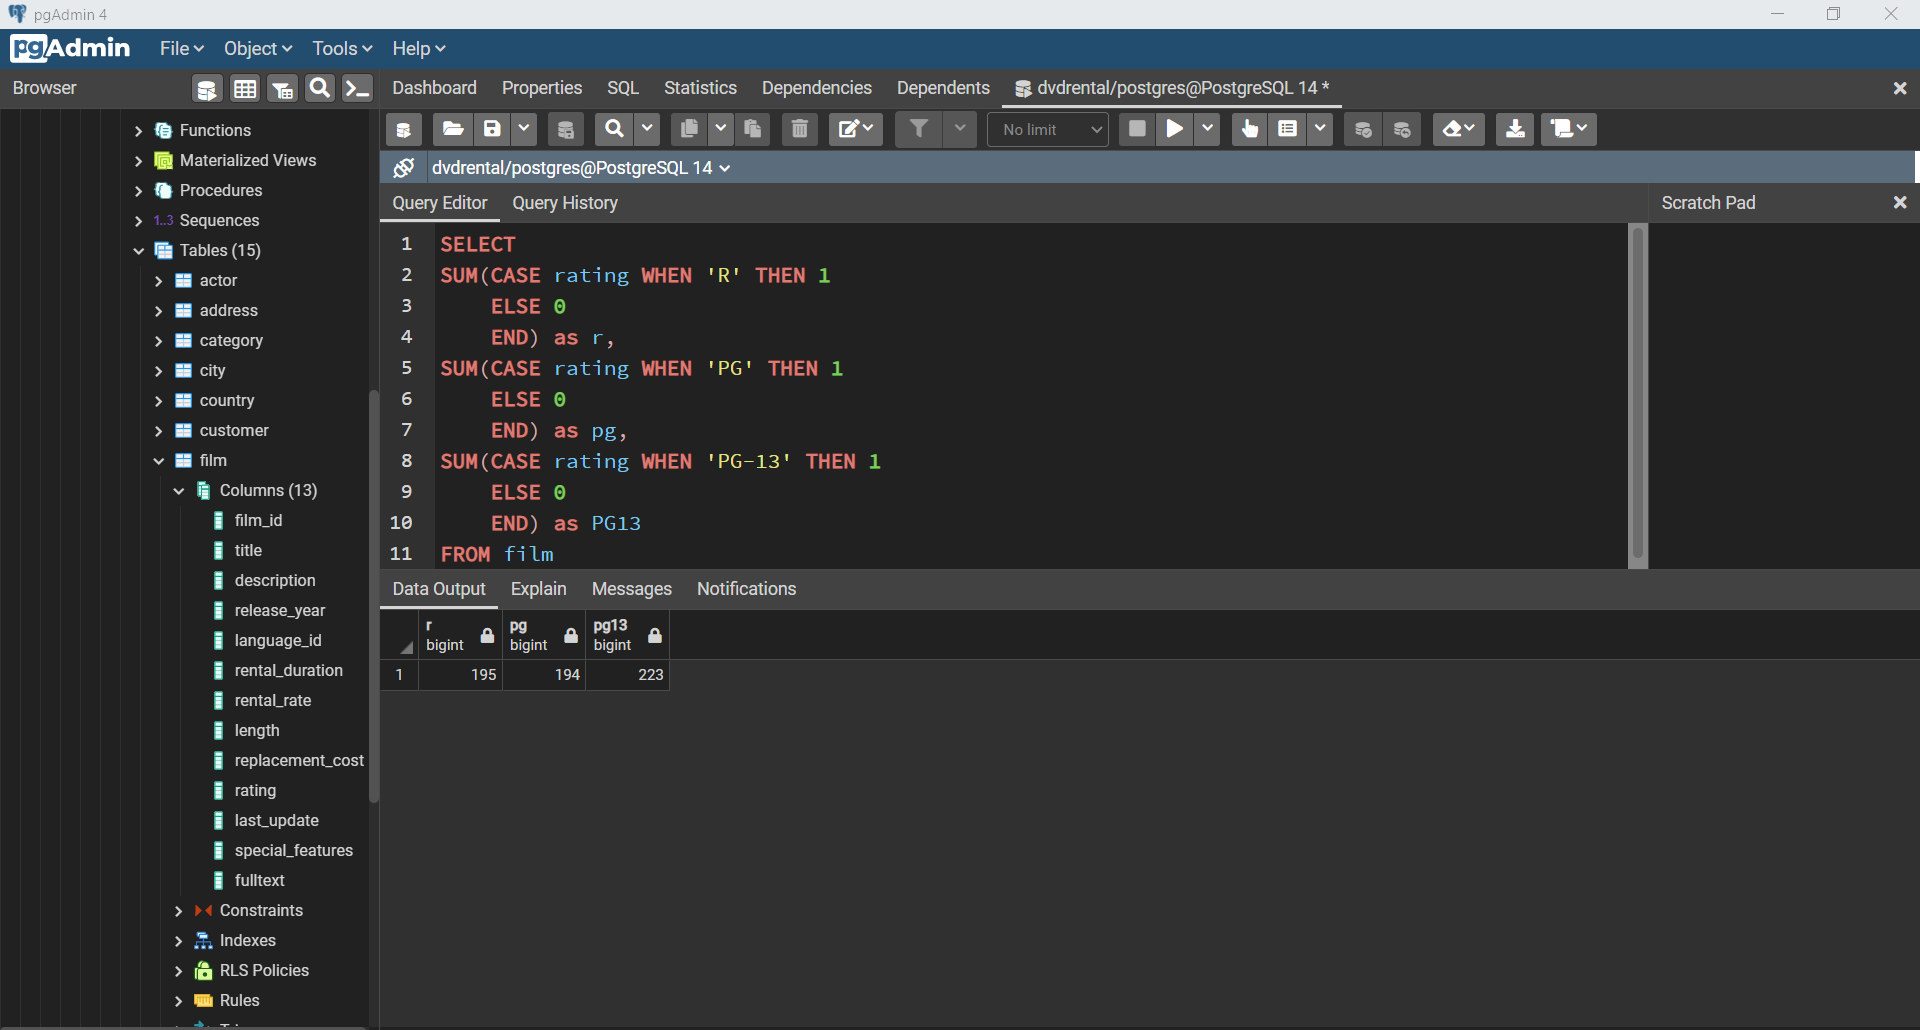 pgAdmin 4
pgAdmin File Object Tools Help
Browser Dashboard Properties SQL Statistics Dependencies Dependents dvdrental/postgres@PostgreSQL 14 *
No limit
dvdrental/postgres@PostgreSQL 14
Query Editor Query History Scratch Pad
Functions
Materialized Views
Procedures
1..3 Sequences
Tables (15)
actor
address
category
city
country
customer
film
Columns (13)
film_id
title
description
release_year
language_id
rental_duration
rental_rate
length
replacement_cost
rating
last_update
special_features
fulltext
Constraints
Indexes
RLS Policies
Rules
1 SELECT
2 SUM(CASE rating WHEN 'R' THEN 1
3 ELSE 0
4 END) as r,
5 SUM(CASE rating WHEN 'PG' THEN 1
6 ELSE 0
7 END) as pg,
8 SUM(CASE rating WHEN 'PG-13' THEN 1
9 ELSE 0
10 END) as PG13
11 FROM film
Data Output Explain Messages Notifications
r pg pg13
bigint bigint bigint
1 195 194 223